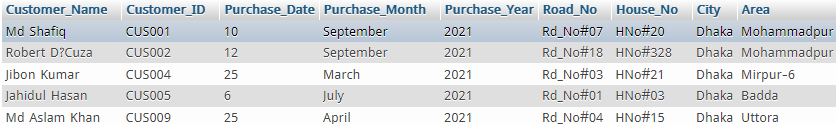 Customer_Name Customer_ID Purchase_Date Purchase_Month Purchase_Year Road_No House_No City Area
Md Shafiq CUS001 10 September 2021 Rd_No#07 HNo#20 Dhaka Mohammadpur
Robert D?Cuza CUS002 12 September 2021 Rd_No#18 HNo#328 Dhaka Mohammadpur
Jibon Kumar CUS004 25 March 2021 Rd_No#03 HNo#21 Dhaka Mirpur-6
Jahidul Hasan CUS005 6 July 2021 Rd_No#01 HNo#03 Dhaka Badda
Md Aslam Khan CUS009 25 April 2021 Rd_No#04 HNo#15 Dhaka Uttora